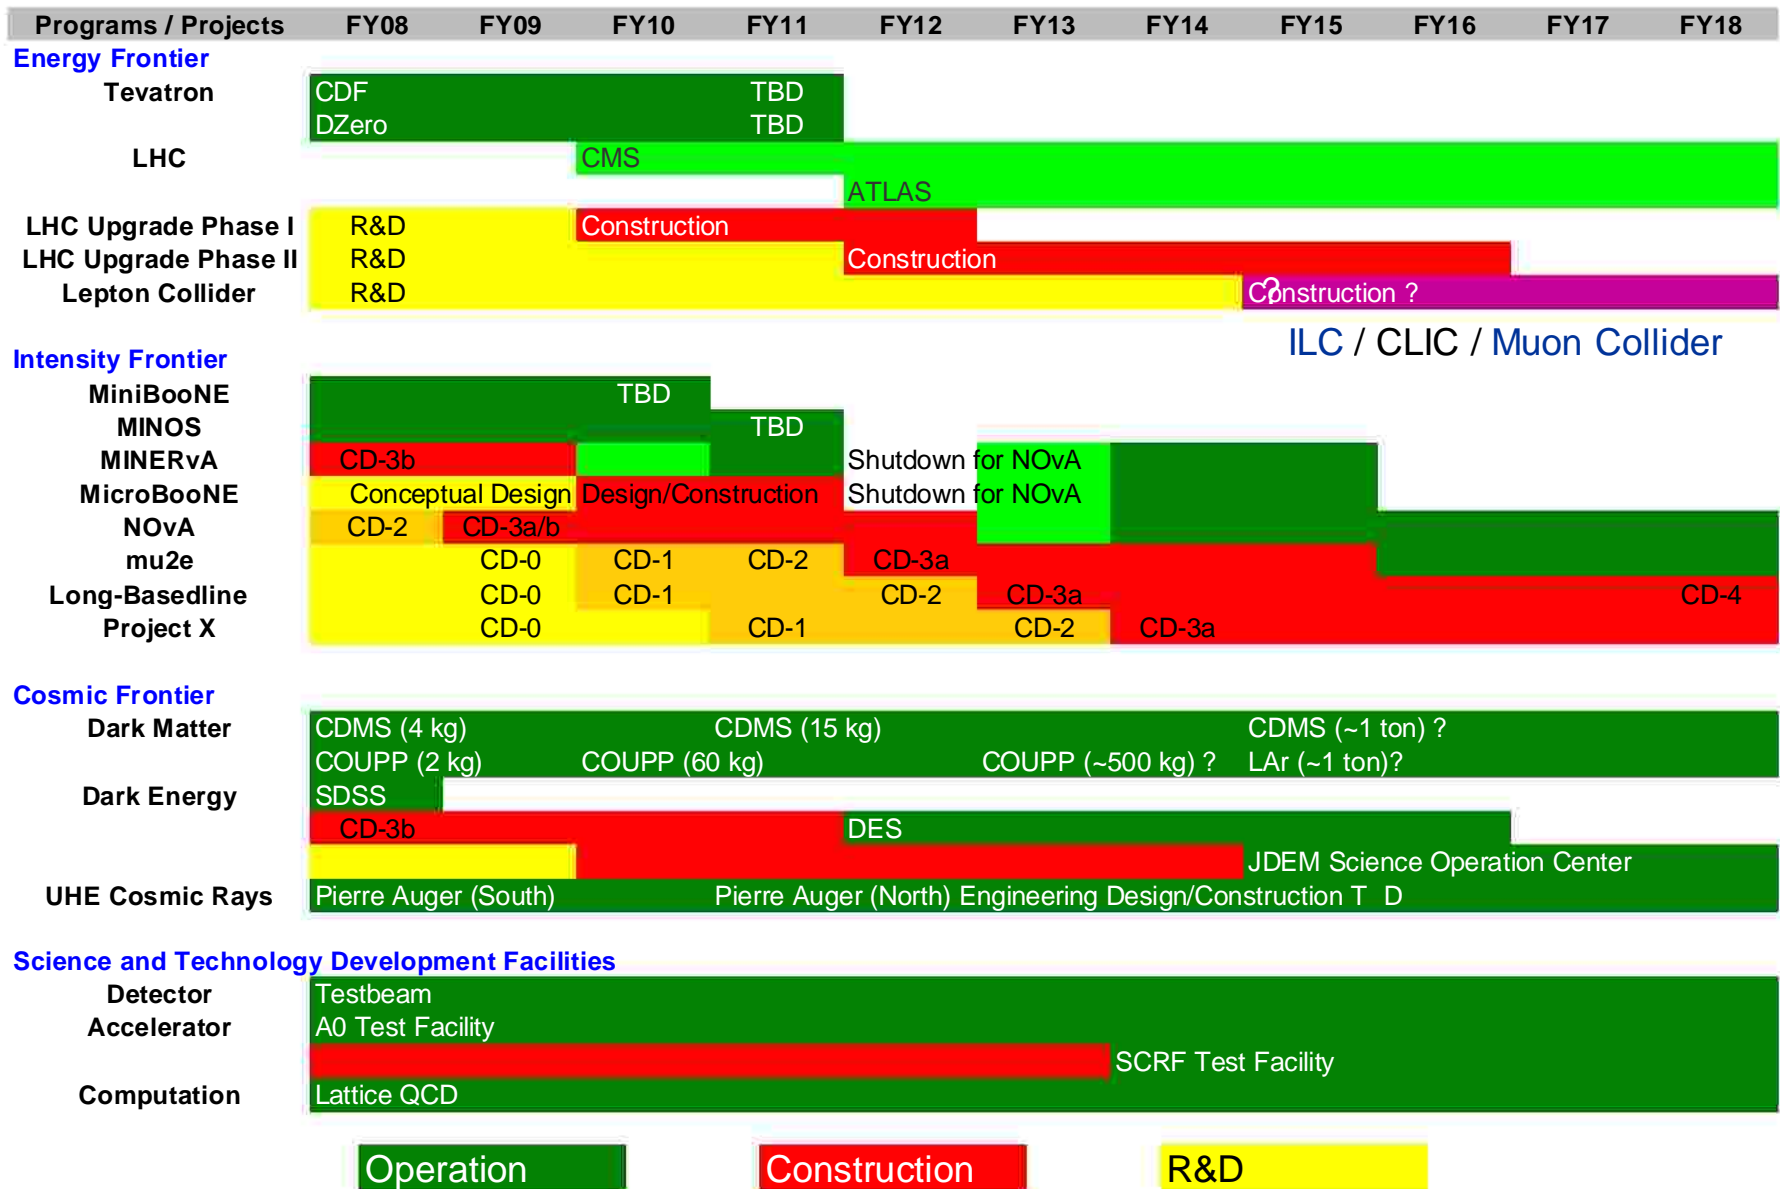 Programs / Projects FY08 FY09 FY10 FY11 FY12 FY13 FY14 FY15 FY16 FY17 FY18
Energy Frontier
Tevatron CDF TBD
DZero TBD
LHC CMS
ATLAS
LHC Upgrade Phase I R&D Construction
LHC Upgrade Phase II R&D Construction
Lepton Collider R&D Construction ?
?
ILC / CLIC / Muon Collider
Intensity Frontier
MiniBooNE TBD
MINOS TBD
MINERvA CD-3b Shutdown for NOvA
MicroBooNE Conceptual Design Design/Construction Shutdown for NOvA
NOvA CD-2 CD-3a/b
mu2e CD-0 CD-1 CD-2 CD-3a
Long-Basedline CD-0 CD-1 CD-2 CD-3a CD-4
Project X CD-0 CD-1 CD-2 CD-3a
Cosmic Frontier
Dark Matter CDMS (4 kg) CDMS (15 kg) CDMS (~1 ton) ?
COUPP (2 kg) COUPP (60 kg) COUPP (~500 kg) ? LAr (~1 ton)?
Dark Energy SDSS
CD-3b DES
JDEM Science Operation Center
UHE Cosmic Rays Pierre Auger (South) Pierre Auger (North) Engineering Design/Construction T D
Science and Technology Development Facilities
Detector Testbeam
Accelerator A0 Test Facility
SCRF Test Facility
Computation Lattice QCD
Operation Construction R&D